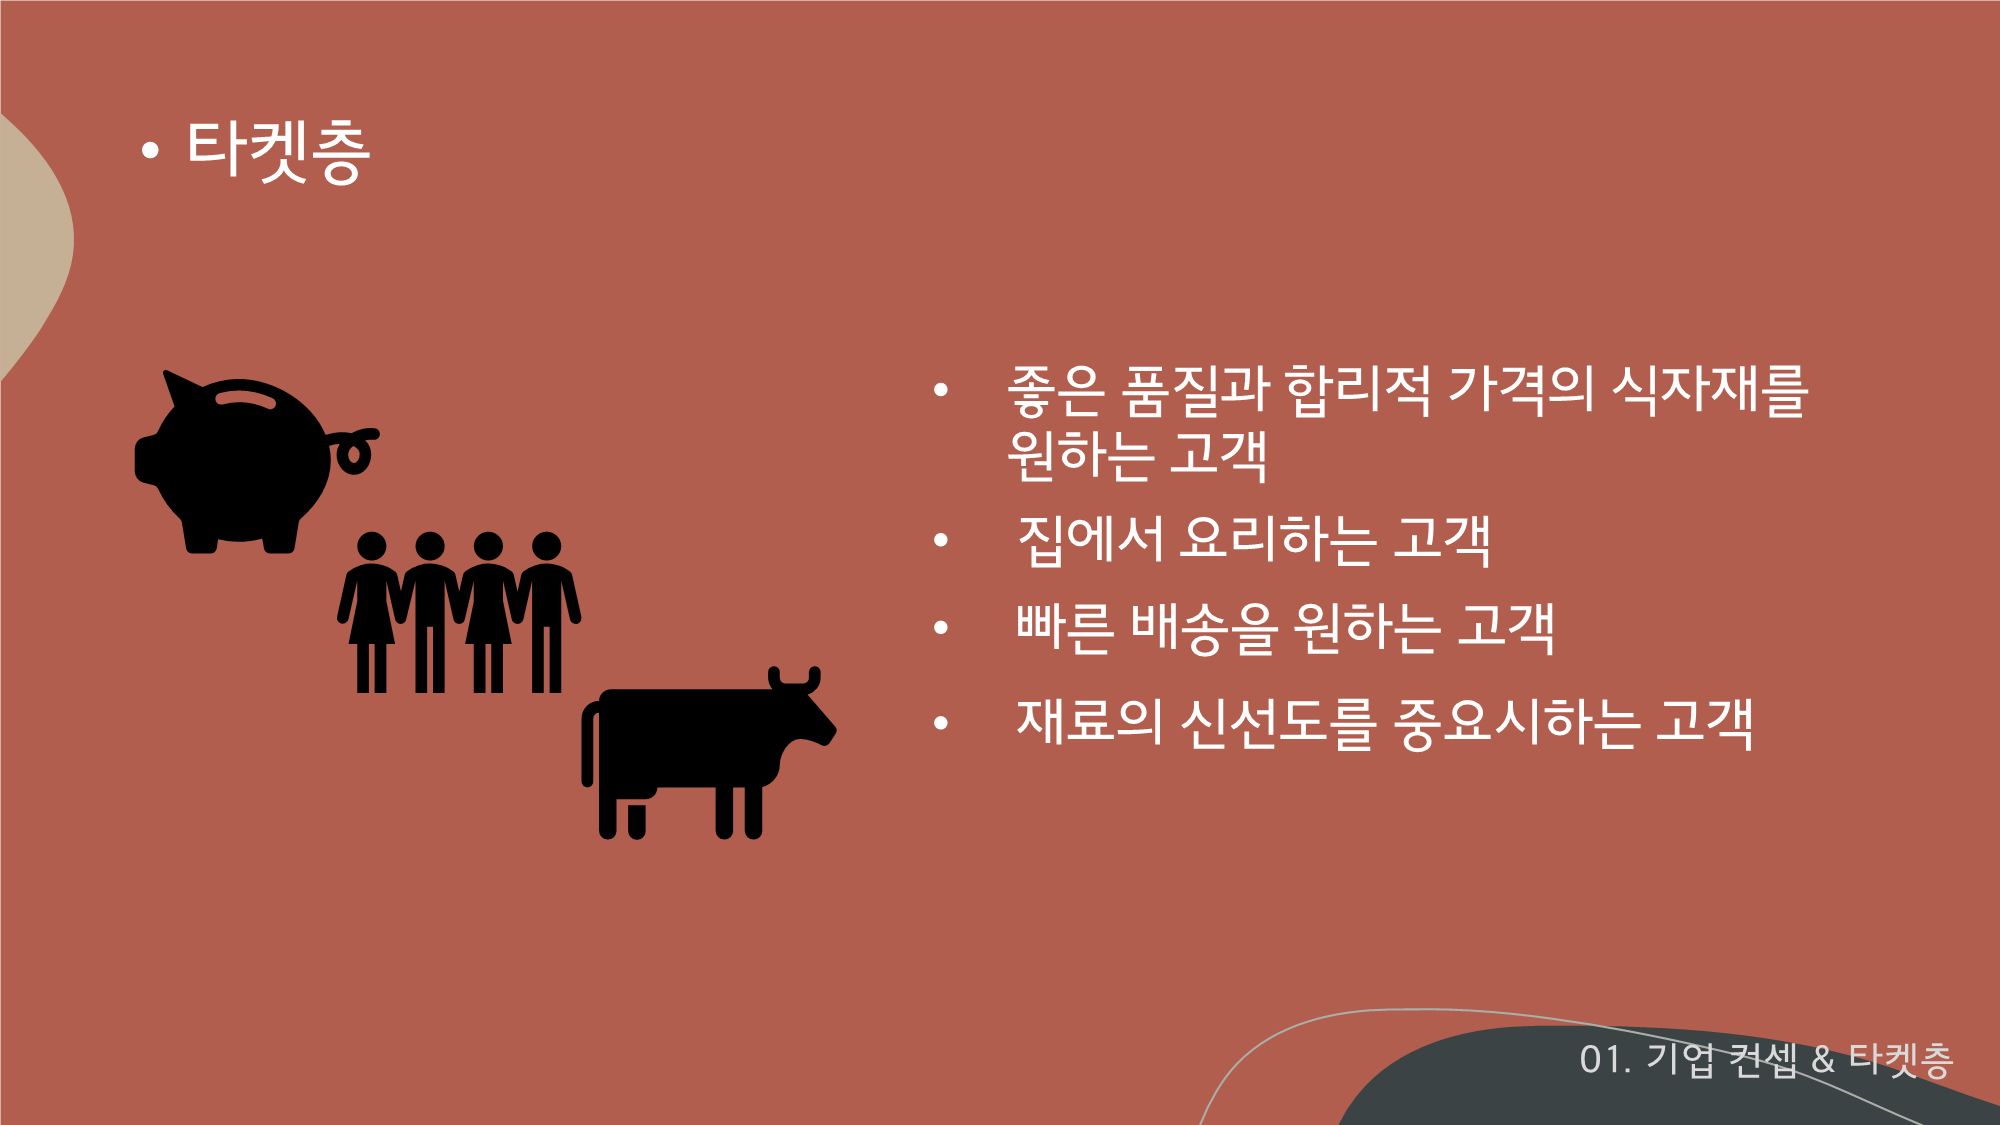 • 타켓층
• 좋은 품질과 합리적 가격의 식자재를
원하는 고객
• 집에서 요리하는 고객
• 빠른 배송을 원하는 고객
• 재료의 신선도를 중요시하는 고객
01. 기업 컨셉 & 타켓층